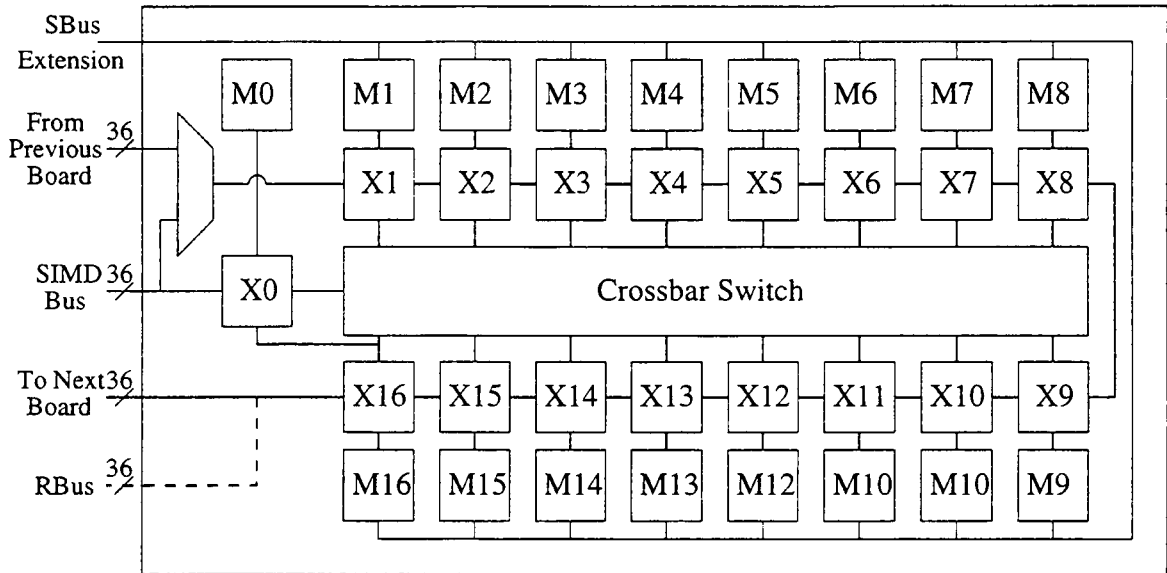 SBus
Extension
M0 M1 M2 M3 M4 M5 M6 M7 M8
From 36
Previous
Board
X1 X2 X3 X4 X5 X6 X7 X8
SIMD 36
Bus
X0 Crossbar Switch
To Next 36
Board
X16 X15 X14 X13 X12 X11 X10 X9
36
RBus
M16 M15 M14 M13 M12 M10 M10 M9